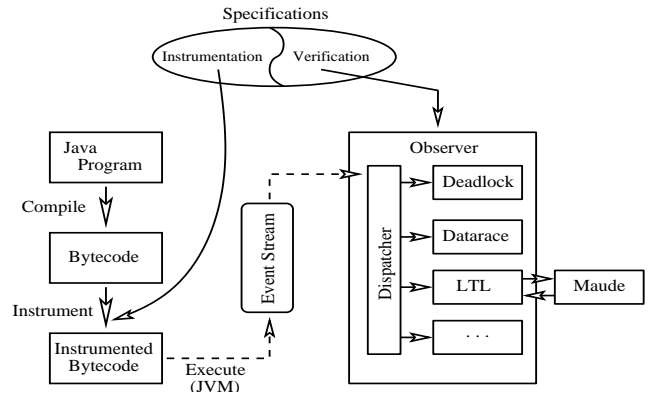 Specifications
Instrumentation
Verification
Java
Program
Compile
Bytecode
Instrument
Instrumented
Bytecode
Execute
(JVM)
Event Stream
Observer
Dispatcher
Deadlock
Datarace
LTL
Maude
. . .